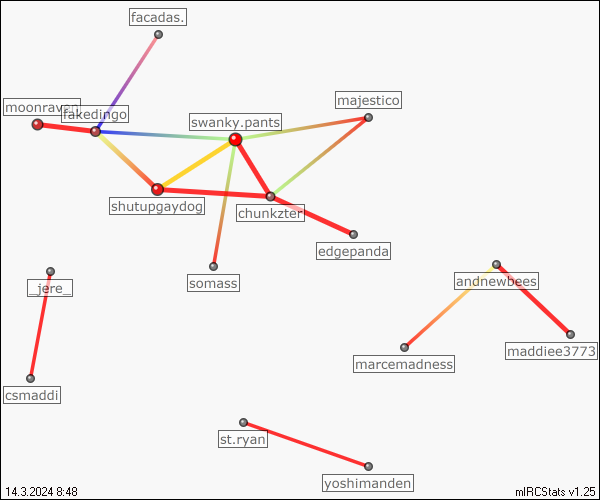 facadas.
moonraven
fakedingo
majestico
swanky.pants
shutupgaydog
chunkzter
edgepanda
somass
andnewbees
_jere_
maddiee3773
marcemadness
csmaddi
st.ryan
yoshimanden
14.3.2024 8:48
mIRCStats v1.25